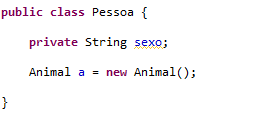 public class Pessoa {
private String sexo;
Animal a = new Animal();
}